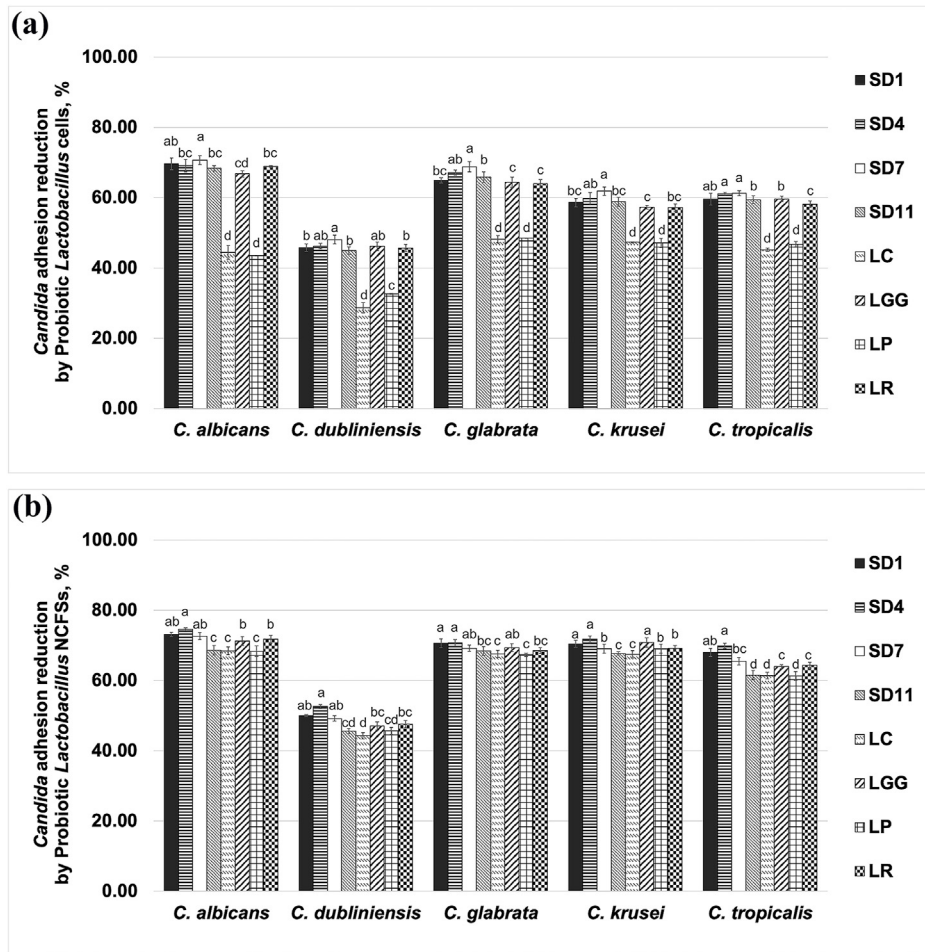 (a)
Candida adhesion reduction
by Probiotic Lactobacillus cells, %
100.00
80.00
60.00
40.00
20.00
0.00
ab bc a bc d cd d bc
b ab a b d ab c b
bc ab a b d c d c
bc ab a bc d c d bc
ab a a b d b d c
C. albicans C. dubliniensis C. glabrata C. krusei C. tropicalis
SD1
SD4
SD7
SD11
LC
LGG
LP
LR
(b)
Candida adhesion reduction
by Probiotic Lactobacillus NCFSs, %
100.00
80.00
60.00
40.00
20.00
0.00
ab a ab c c b c b
ab a ab cd d bc cd bc
a a ab bc c ab c bc
a a b c c a b b
ab a bc d d c d c
C. albicans C. dubliniensis C. glabrata C. krusei C. tropicalis
SD1
SD4
SD7
SD11
LC
LGG
LP
LR